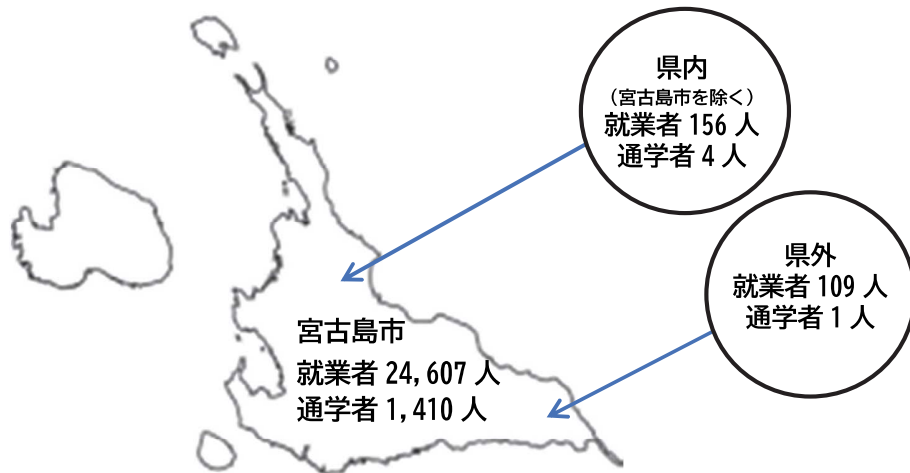 県内
（宮古島市を除く）
就業者 156 人
通学者 4 人
県外
就業者 109 人
通学者 1 人
宮古島市
就業者 24,607 人
通学者 1,410 人